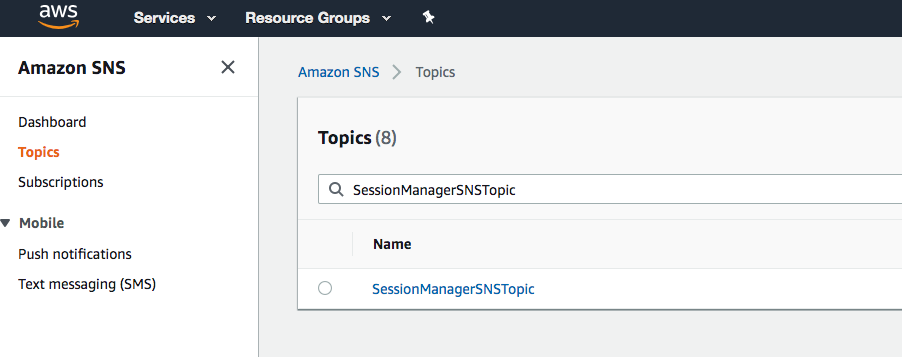 aws Services Resource Groups
Amazon SNS
Dashboard
Topics
Subscriptions
Mobile
Push notifications
Text messaging (SMS)
Amazon SNS > Topics
Topics (8)
SessionManagerSNSTopic
Name
SessionManagerSNSTopic